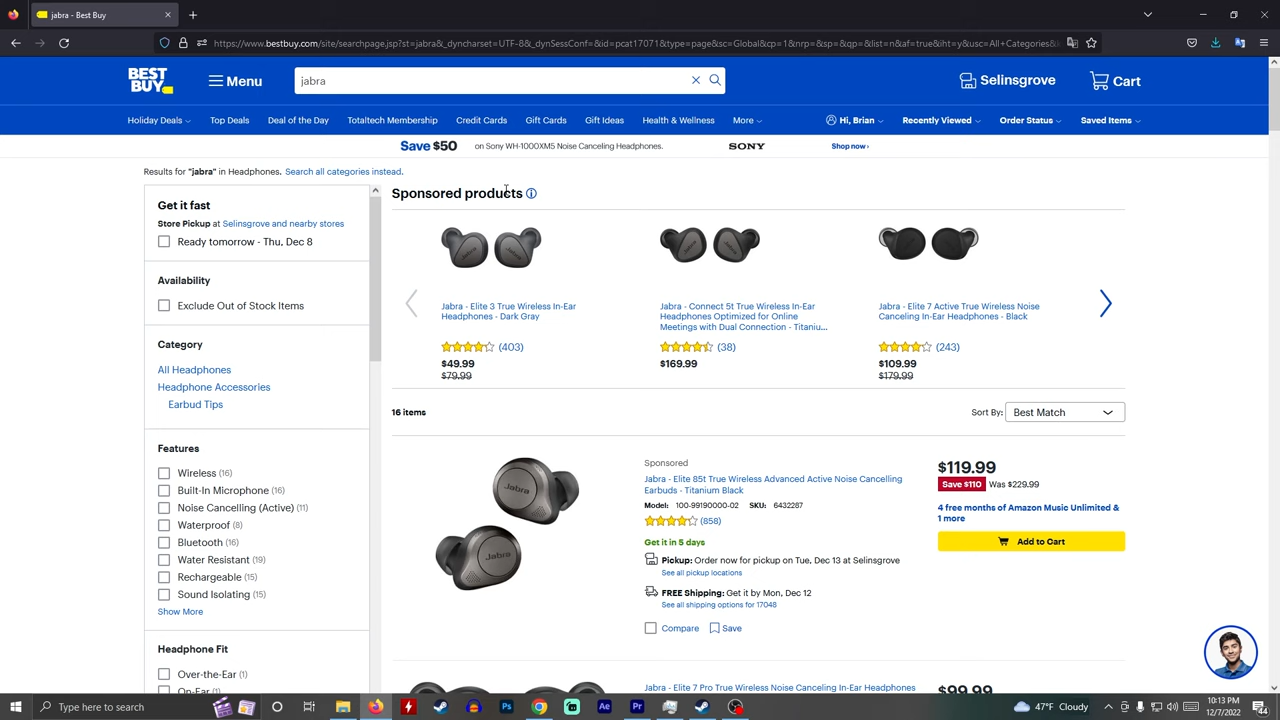 jabra - Best Buy
https://www.bestbuy.com/site/searchpage.jsp?st=jabra&_dyncharset=UTF-8&_dynSessConf=&id=pcat17071&type=page&sc=Global&cp=1&nrp=&sp=&qp=&list=n&af=true&iht=y&usc=All+Categories&
BEST BUY
Menu
jabra
Selinsgrove
Cart
Holiday Deals
Top Deals
Deal of the Day
Totaltech Membership
Credit Cards
Gift Cards
Gift Ideas
Health & Wellness
More
Hi, Brian
Recently Viewed
Order Status
Saved Items
Save $50 on Sony WH-1000XM5 Noise Canceling Headphones. SONY Shop now ›
Results for "jabra" in Headphones. Search all categories instead.
Get it fast
Store Pickup at Selinsgrove and nearby stores
Ready tomorrow - Thu, Dec 8
Availability
Exclude Out of Stock Items
Category
All Headphones
Headphone Accessories
Earbud Tips
Features
Wireless (16)
Built-In Microphone (16)
Noise Cancelling (Active) (11)
Waterproof (8)
Bluetooth (16)
Water Resistant (19)
Rechargeable (15)
Sound Isolating (15)
Show More
Headphone Fit
Over-the-Ear (1)
On-Ear (1)
Sponsored products
Jabra - Elite 3 True Wireless In-Ear
Headphones - Dark Gray
(403)
$49.99
$79.99
Jabra - Connect 5t True Wireless In-Ear
Headphones Optimized for Online
Meetings with Dual Connection - Titaniu...
(38)
$169.99
Jabra - Elite 7 Active True Wireless Noise
Canceling In-Ear Headphones - Black
(243)
$109.99
$179.99
16 items
Sort By: Best Match
Jabra
Jabra
Sponsored
Jabra - Elite 85t True Wireless Advanced Active Noise Cancelling
Earbuds - Titanium Black
Model: 100-99190000-02 SKU: 6432287
(858)
Get it in 5 days
Pickup: Order now for pickup on Tue, Dec 13 at Selinsgrove
See all pickup locations
FREE Shipping: Get it by Mon, Dec 12
See all shipping options for 17048
Compare
Save
$119.99
Save $110 Was $229.99
4 free months of Amazon Music Unlimited &
1 more
Add to Cart
Jabra - Elite 7 Pro True Wireless Noise Canceling In-Ear Headphones
$99.99
Type here to search
Ps
Ae
Pr
47°F Cloudy
10:13 PM
12/7/2022
44